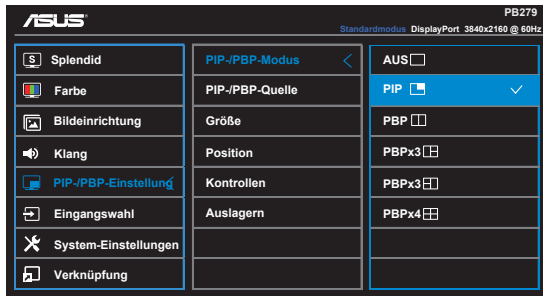 ASUS
PB279
Standardmodus DisplayPort 3840x2160 @ 60Hz
S Splendid
Farbe
Bildeinrichtung
Klang
PIP-/PBP-Einstellung
Eingangswahl
System-Einstellungen
Verknüpfung
PIP-/PBP-Modus
PIP-/PBP-Quelle
Größe
Position
Kontrollen
Auslagern
AUS
PIP
PBP
PBPx3
PBPx3
PBPx4